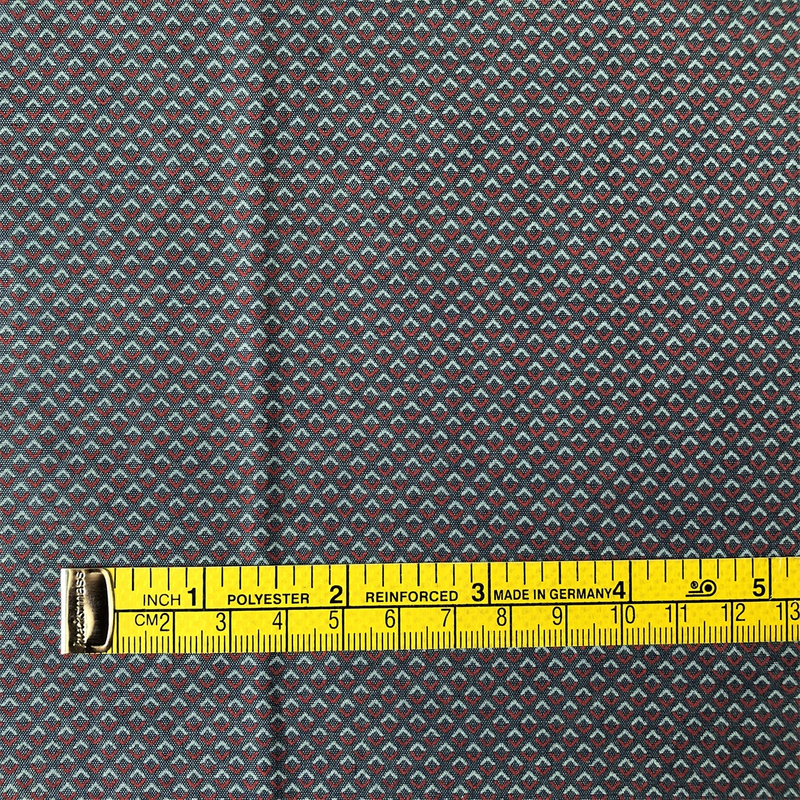 INCH 1 POLYESTER 2 REINFORCED 3 MADE IN GERMANY 4 ® 5
CM 2 3 4 5 6 7 8 9 10 11 12 13